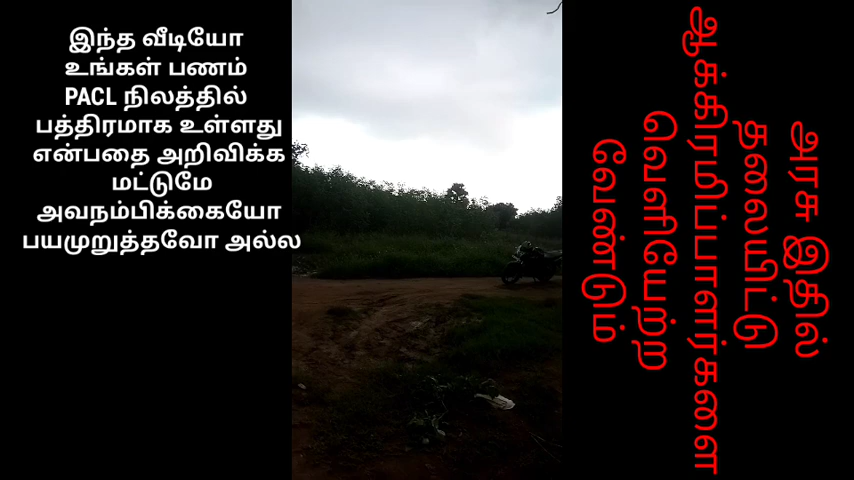 இந்த வீடியோ
உங்கள் பணம்
PACL நிலத்தில்
பத்திரமாக உள்ளது
என்பதை அறிவிக்க
மட்டுமே
அவநம்பிக்கையோ
பயமுறுத்தவோ அல்ல
அரசு இதில்
தலையிட்டு
ஆக்கிரமிப்பாளர்களை
வெளியேற்ற
வேண்டும்